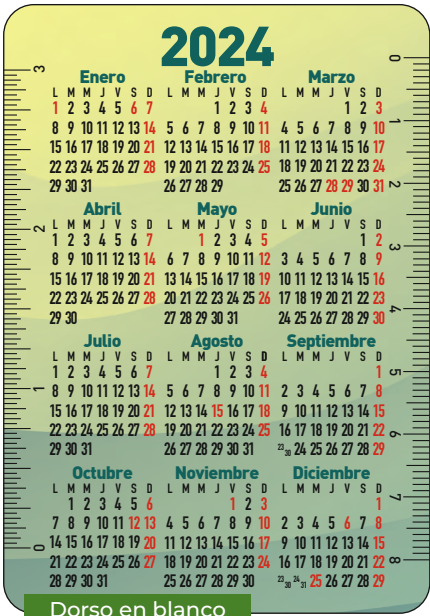 2024
Enero Febrero Marzo
L M M J V S D L M M J V S D L M M J V S D
1 2 3 4 5 6 7 1 2 3 4 1 2 3
8 9 10 11 12 13 14 5 6 7 8 9 10 11 4 5 6 7 8 9 10
15 16 17 18 19 20 21 12 13 14 15 16 17 18 11 12 13 14 15 16 17
22 23 24 25 26 27 28 19 20 21 22 23 24 25 18 19 20 21 22 23 24
29 30 31 26 27 28 29 25 26 27 28 29 30 31
Abril Mayo Junio
L M M J V S D L M M J V S D L M M J V S D
1 2 3 4 5 6 7 1 2 3 4 5 1 2
8 9 10 11 12 13 14 6 7 8 9 10 11 12 3 4 5 6 7 8 9
15 16 17 18 19 20 21 13 14 15 16 17 18 19 10 11 12 13 14 15 16
22 23 24 25 26 27 28 20 21 22 23 24 25 26 17 18 19 20 21 22 23
29 30 27 28 29 30 31 24 25 26 27 28 29 30
Julio Agosto Septiembre
L M M J V S D L M M J V S D L M M J V S D
1 2 3 4 5 6 7 1 2 3 4 1
8 9 10 11 12 13 14 5 6 7 8 9 10 11 2 3 4 5 6 7 8
15 16 17 18 19 20 21 12 13 14 15 16 17 18 9 10 11 12 13 14 15
22 23 24 25 26 27 28 19 20 21 22 23 24 25 16 17 18 19 20 21 22
29 30 31 26 27 28 29 30 31 23 30 24 25 26 27 28 29
Octubre Noviembre Diciembre
L M M J V S D L M M J V S D L M M J V S D
1 2 3 4 5 6 1 2 3 1
7 8 9 10 11 12 13 4 5 6 7 8 9 10 2 3 4 5 6 7 8
14 15 16 17 18 19 20 11 12 13 14 15 16 17 9 10 11 12 13 14 15
21 22 23 24 25 26 27 18 19 20 21 22 23 24 16 17 18 19 20 21 22
28 29 30 31 25 26 27 28 29 30 23 30 24 31 25 26 27 28 29
3
2
1
0
0
1
2
3
4
5
6
7
8
Dorso en blanco